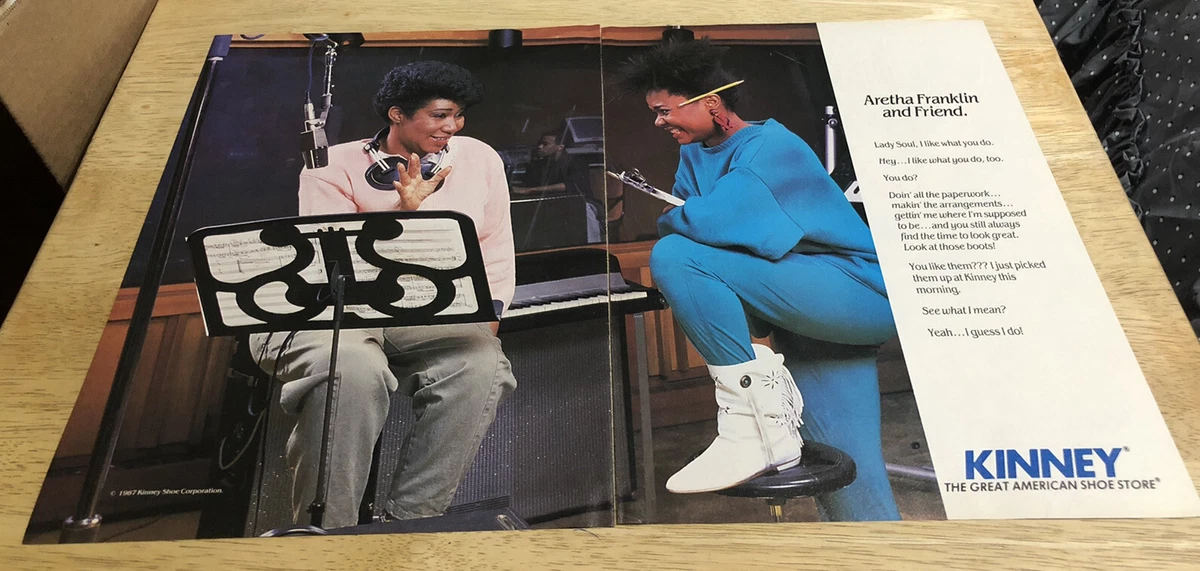 Aretha Franklin
and Friend.
Lady Soul, I like what you do.
Hey...I like what you do, too.
You do?
Doin' all the paperwork...
makin' the arrangements...
gettin' me where I'm supposed
to be...and you still always
find the time to look great.
Look at those boots!
You like them??? I just picked
them up at Kinney this
morning.
See what I mean?
Yeah...I guess I do!
KINNEY®
THE GREAT AMERICAN SHOE STORE®
© 1987 Kinney Shoe Corporation.